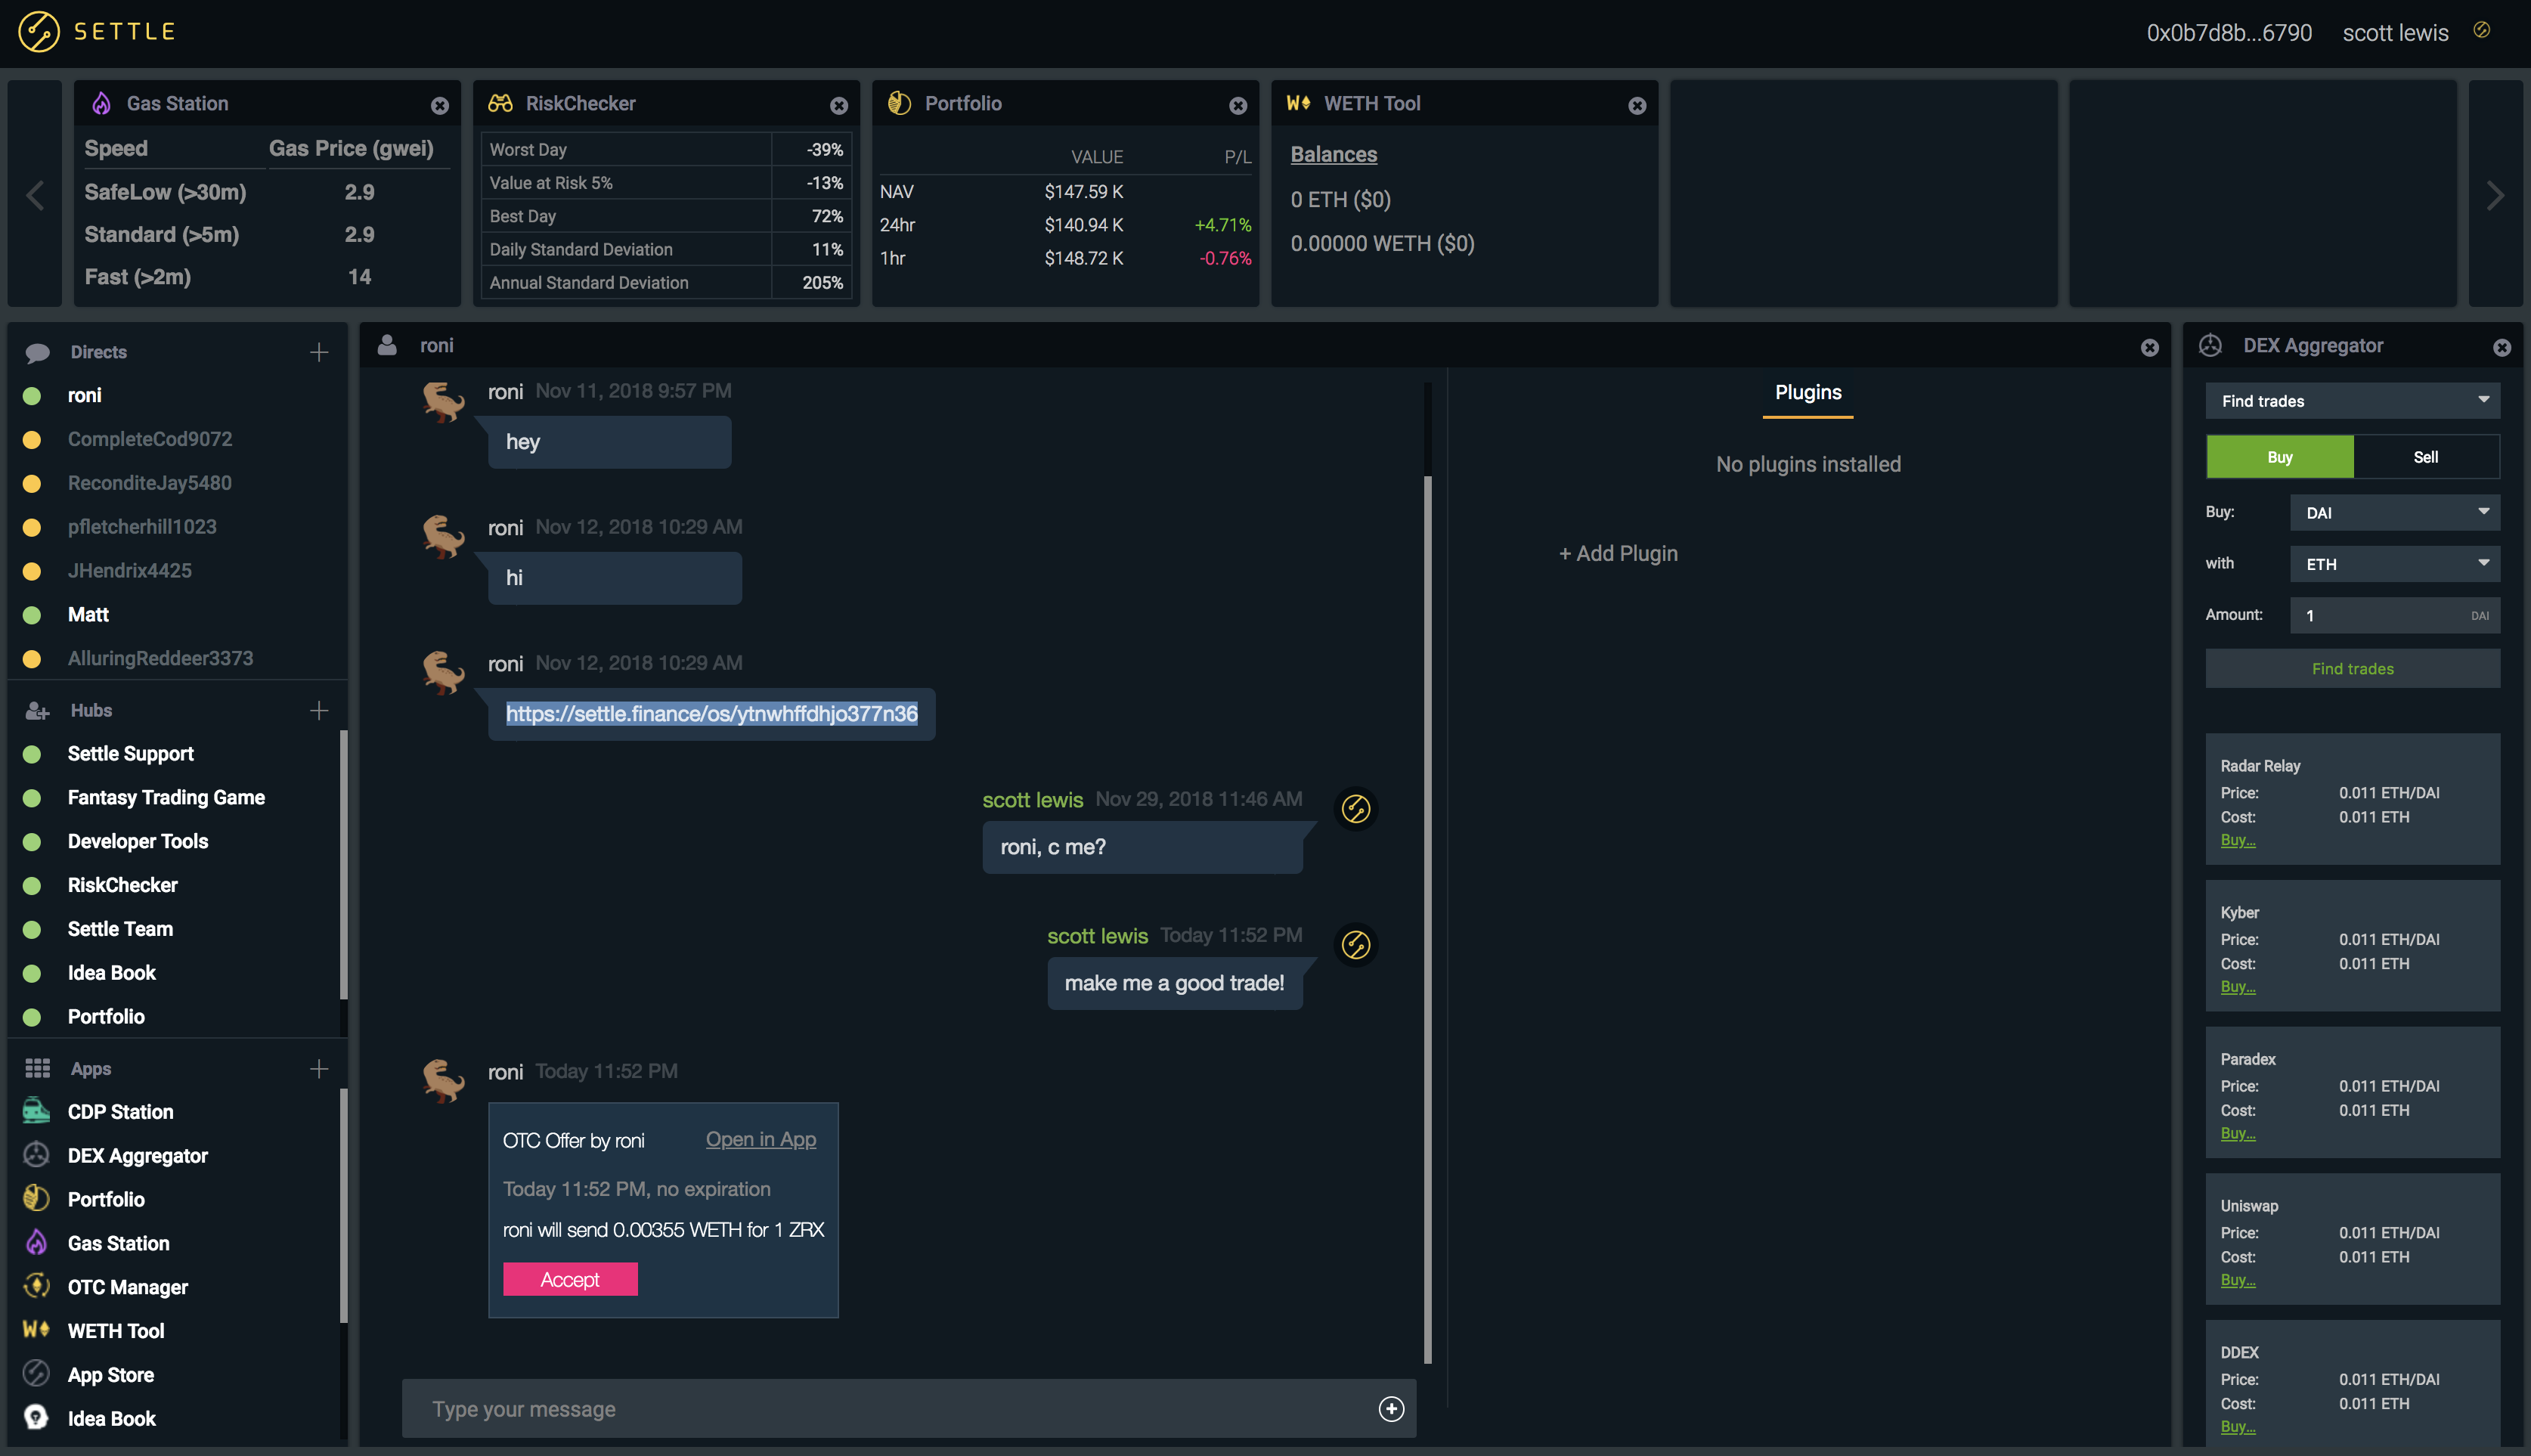 SETTLE
0x0b7d8b...6790 scott lewis
Gas Station
Speed Gas Price (gwei)
SafeLow (>30m) 2.9
Standard (>5m) 2.9
Fast (>2m) 14
RiskChecker
Worst Day -39%
Value at Risk 5% -13%
Best Day 72%
Daily Standard Deviation 11%
Annual Standard Deviation 205%
Portfolio
VALUE P/L
NAV $147.59 K
24hr $140.94 K +4.71%
1hr $148.72 K -0.76%
W WETH Tool
Balances
0 ETH ($0)
0.00000 WETH ($0)
Directs
roni
CompleteCod9072
ReconditeJay5480
pfletcherhill1023
JHendrix4425
Matt
AlluringReddeer3373
Hubs
Settle Support
Fantasy Trading Game
Developer Tools
RiskChecker
Settle Team
Idea Book
Portfolio
Apps
CDP Station
DEX Aggregator
Portfolio
Gas Station
OTC Manager
W WETH Tool
App Store
Idea Book
roni
roni Nov 11, 2018 9:57 PM
hey
roni Nov 12, 2018 10:29 AM
hi
roni Nov 12, 2018 10:29 AM
https://settle.finance/os/ytnwhffdhjo377n36
scott lewis Nov 29, 2018 11:46 AM
roni, c me?
scott lewis Today 11:52 PM
make me a good trade!
roni Today 11:52 PM
OTC Offer by roni Open in App
Today 11:52 PM, no expiration
roni will send 0.00355 WETH for 1 ZRX
Accept
Type your message
Plugins
No plugins installed
+ Add Plugin
DEX Aggregator
Find trades
Buy Sell
Buy: DAI
with ETH
Amount: 1 DAI
Find trades
Radar Relay
Price: 0.011 ETH/DAI
Cost: 0.011 ETH
Buy...
Kyber
Price: 0.011 ETH/DAI
Cost: 0.011 ETH
Buy...
Paradex
Price: 0.011 ETH/DAI
Cost: 0.011 ETH
Buy...
Uniswap
Price: 0.011 ETH/DAI
Cost: 0.011 ETH
Buy...
DDEX
Price: 0.011 ETH/DAI
Cost: 0.011 ETH
Buy...